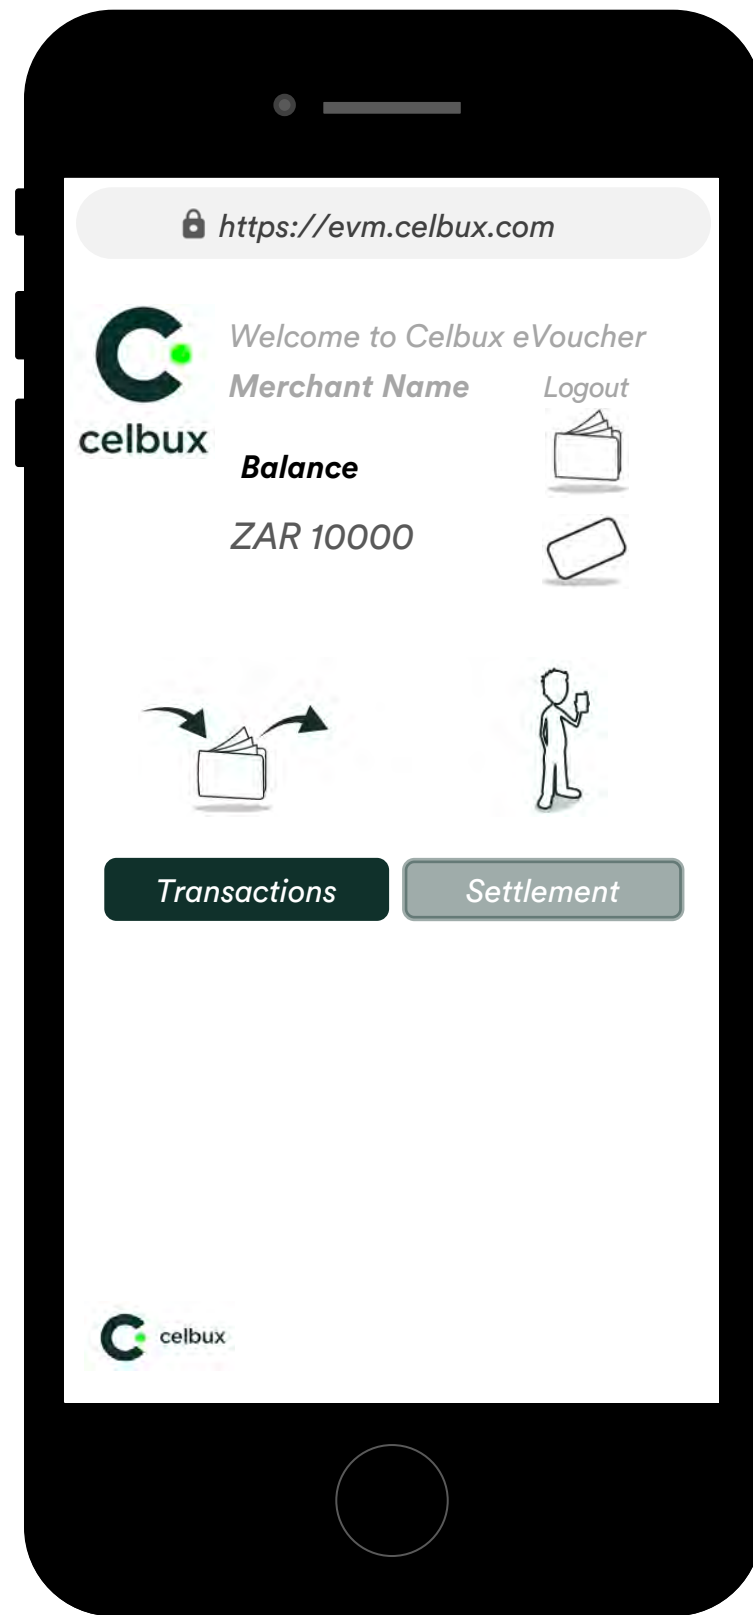 https://evm.celbux.com
Welcome to Celbux eVoucher
Merchant Name Logout
celbux
Balance
ZAR 10000
Transactions Settlement
celbux